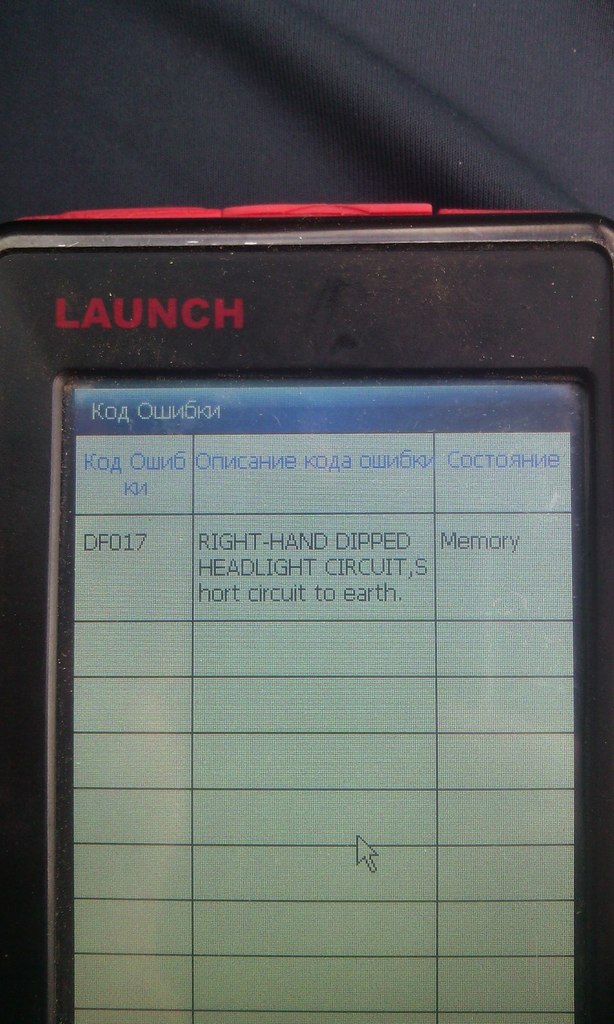 LAUNCH
Код Ошибки
Код Ошиб
ки
Описание кода ошибки
Состояние
DF017
RIGHT-HAND DIPPED
HEADLIGHT CIRCUIT,S
hort circuit to earth.
Memory